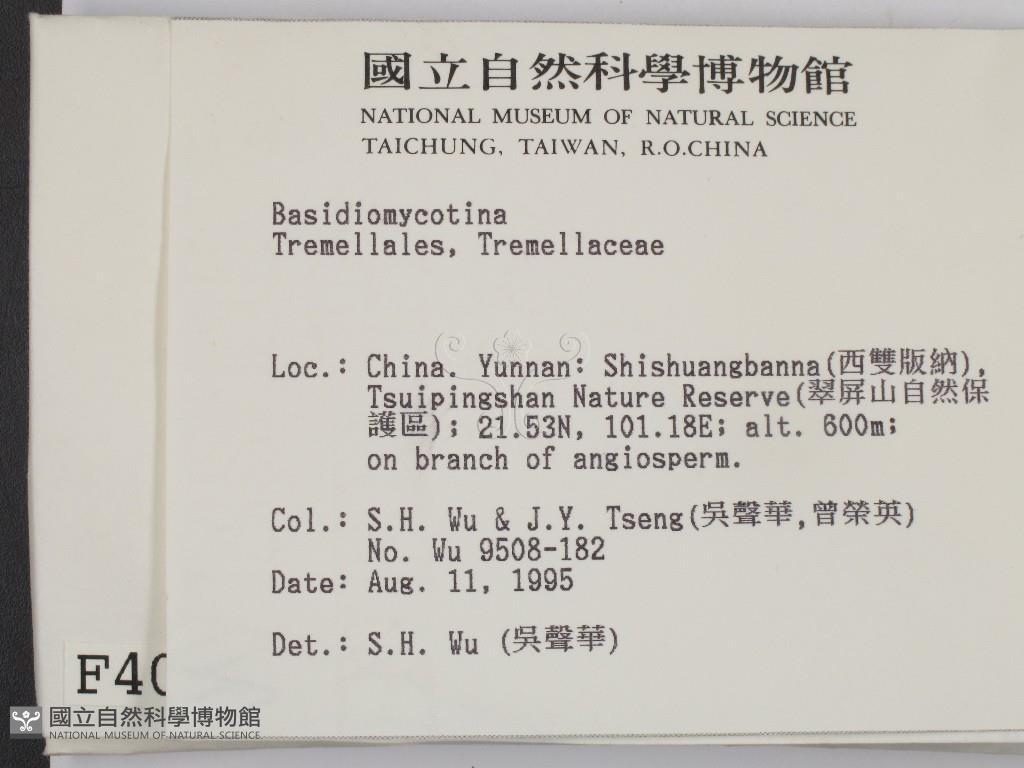 國立自然科學博物館
NATIONAL MUSEUM OF NATURAL SCIENCE
TAICHUNG, TAIWAN, R.O.CHINA
Basidiomycotina
Tremellales, Tremellaceae
Loc.: China. Yunnan: Shishuangbanna(西雙版納),
Tsuipingshan Nature Reserve(翠屏山自然保
護區); 21.53N, 101.18E; alt. 600m;
on branch of angiosperm.
Col.: S.H. Wu & J.Y. Tseng(吳聲華,曾榮英)
No. Wu 9508-182
Date: Aug. 11, 1995
Det.: S.H. Wu (吳聲華)
F40
國立自然科學博物館
NATIONAL MUSEUM OF NATURAL SCIENCE